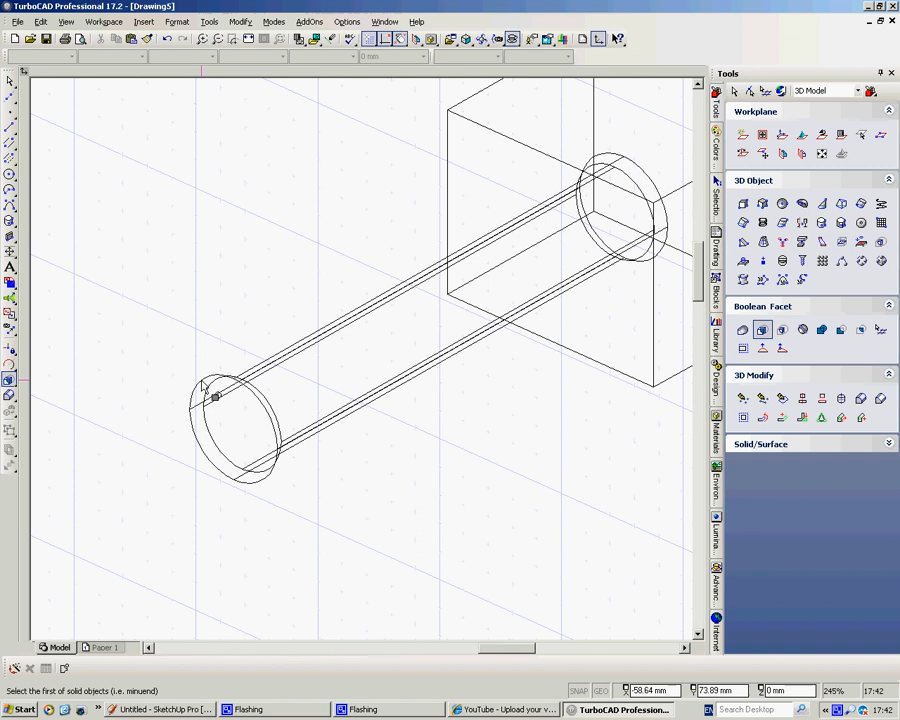 TurboCAD Professional 17.2 - [Drawing5]
File Edit View Workspace Insert Format Tools Modify Modes AddOns Options Window Help
0 mm
Tools
3D Model
Workplane
3D Object
Boolean Facet
3D Modify
Solid/Surface
Tools
Colors
Selectio
Drafting
Blocks
Library
Design
Materials
Environ...
Lumina...
Advanc...
Internet
Model Paper 1
Select the first of solid objects (i.e. minuend)
SNAP GEO X -58.64 mm Y 73.89 mm Z 0 mm 245% 17:42
Start » Untitled - SketchUp Pro [... Flashing Flashing YouTube - Upload your v... TurboCAD Profession... EN Search Desktop « 17:42